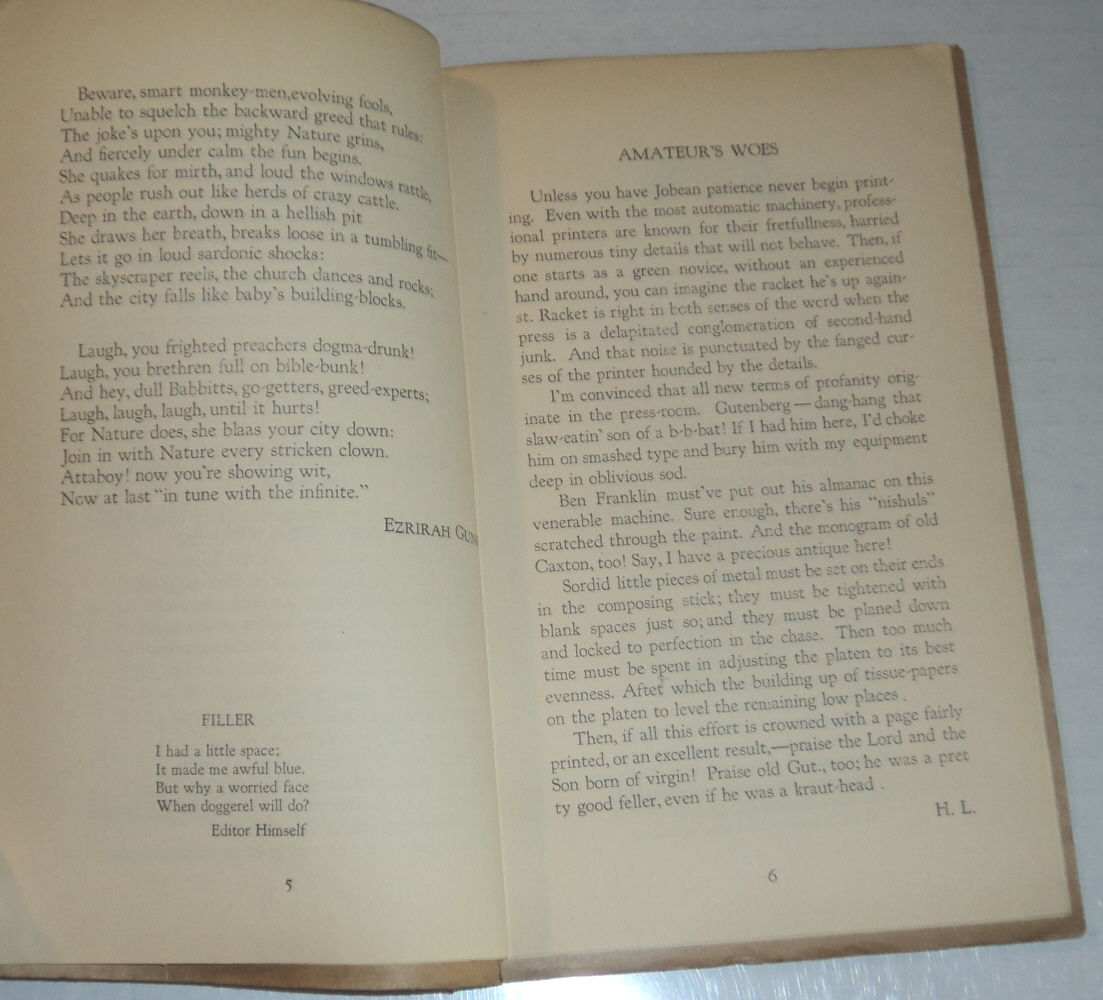 Beware, smart monkey-men,evolving fools,
Unable to squelch the backward greed that rules:
The joke's upon you; mighty Nature grins,
And fiercely under calm the fun begins.
She quakes for mirth, and loud the windows rattle,
As people rush out like herds of crazy cattle.
Deep in the earth, down in a hellish pit
She draws her breath, breaks loose in a tumbling fit—
Lets it go in loud sardonic shocks:
The skyscraper reels, the church dances and rocks;
And the city falls like baby's building-blocks.
Laugh, you frighted preachers dogma-drunk!
Laugh, you brethren full on bible-bunk!
And hey, dull Babbitts, go-getters, greed-experts;
Laugh, laugh, laugh, until it hurts!
For Nature does, she blaas your city down:
Join in with Nature every stricken clown.
Attaboy! now you're showing wit,
Now at last "in tune with the infinite."
EZRIRAH
FILLER
I had a little space;
It made me awful blue.
But why a worried face
When doggerel will do?
Editor Himself
5
AMATEUR'S WOES
Unless you have Jobean patience never begin print-
ing. Even with the most automatic machinery, profess-
ional printers are known for their fretfullness, harried
by numerous tiny details that will not behave. Then, if
one starts as a green novice, without an experienced
hand around, you can imagine the racket he's up again-
st. Racket is right in both senses of the word when the
press is a delapitated conglomeration of second-hand
junk. And that noise is punctuated by the fanged cur-
ses of the printer hounded by the details.
I'm convinced that all new terms of profanity orig-
inate in the press-room. Gutenberg — dang-hang that
slaw-eatin' son of a b-b-bat! If I had him here, I'd choke
him on smashed type and bury him with my equipment
deep in oblivious sod.
Ben Franklin must've put out his almanac on this
venerable machine. Sure enough, there's his "nishuls"
scratched through the paint. And the monogram of old
Caxton, too! Say, I have a precious antique here!
Sordid little pieces of metal must be set on their ends
in the composing stick; they must be tightened with
blank spaces just so; and they must be planed down
and locked to perfection in the chase. Then too much
time must be spent in adjusting the platen to its best
evenness. Aftet which the building up of tissue-papers
on the platen to level the remaining low places .
Then, if all this effort is crowned with a page fairly
printed, or an excellent result,—praise the Lord and the
Son born of virgin! Praise old Gut., too; he was a pret
ty good feller, even if he was a kraut-head .
H. L.
6